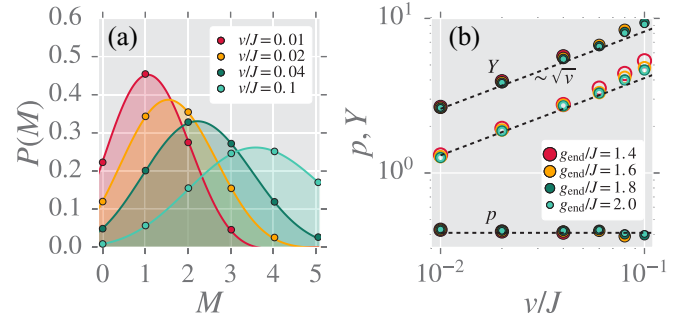 (a)
v/J = 0.01
v/J = 0.02
v/J = 0.04
v/J = 0.1
0.6
0.5
0.4
0.3
0.2
0.1
0.0
P(M)
0 1 2 3 4 5
M
(b)
Y
~ √v
g_end/J = 1.4
g_end/J = 1.6
g_end/J = 1.8
g_end/J = 2.0
p
10^1
10^0
p, Y
10^-2 10^-1
v/J